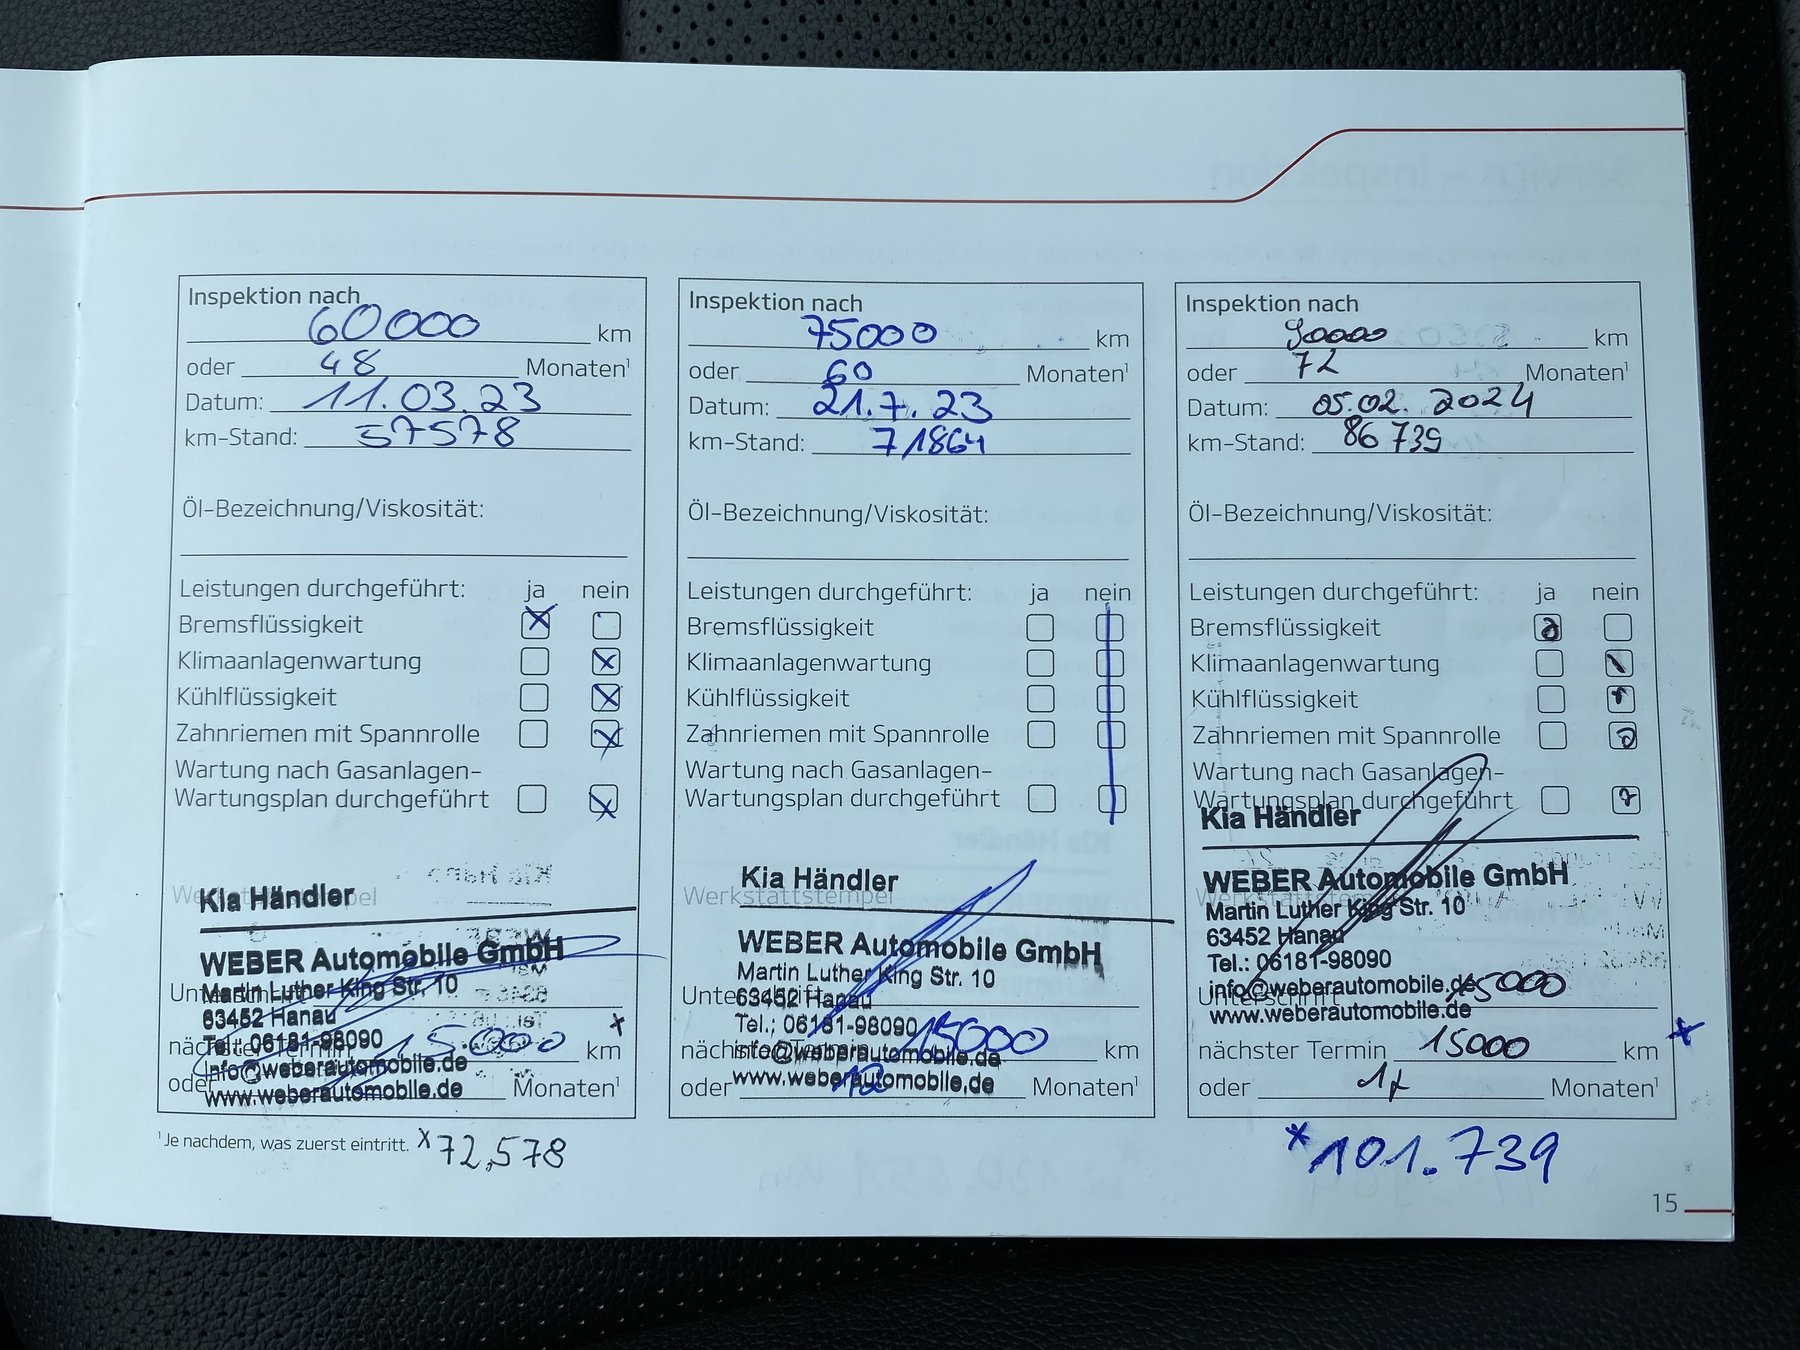 Inspektion nach
60000 km
oder 48 Monaten¹
Datum: 11.03.23
km-Stand: 57578
Öl-Bezeichnung/Viskosität:
Leistungen durchgeführt: ja nein
Bremsflüssigkeit
Klimaanlagenwartung
Kühlflüssigkeit
Zahnriemen mit Spannrolle
Wartung nach Gasanlagen-
Wartungsplan durchgeführt
Kia Händler
WEBER Automobile GmbH
Martin Luther King Str. 10
63452 Hanau
Tel.: 06181-98090
nächster Termin 15000 km
info@weberautomobile.de
oder Monaten¹
www.weberautomobile.de
¹Je nachdem, was zuerst eintritt.
x 72,578
Inspektion nach
75000 km
oder 60 Monaten¹
Datum: 21.7.23
km-Stand: 71864
Öl-Bezeichnung/Viskosität:
Leistungen durchgeführt: ja nein
Bremsflüssigkeit
Klimaanlagenwartung
Kühlflüssigkeit
Zahnriemen mit Spannrolle
Wartung nach Gasanlagen-
Wartungsplan durchgeführt
Kia Händler
Werkstattstempel
WEBER Automobile GmbH
Martin Luther King Str. 10
Unterschrift
63452 Hanau
Tel.: 06181-98090
nächster Termin 15000 km
info@weberautomobile.de
oder 12 Monaten¹
www.weberautomobile.de
Inspektion nach
90000 km
oder 72 Monaten¹
Datum: 05.02.2024
km-Stand: 86739
Öl-Bezeichnung/Viskosität:
Leistungen durchgeführt: ja nein
Bremsflüssigkeit
Klimaanlagenwartung
Kühlflüssigkeit
Zahnriemen mit Spannrolle
Wartung nach Gasanlagen-
Wartungsplan durchgeführt
Kia Händler
WEBER Automobile GmbH
Werkstattstempel
Martin Luther King Str. 10
63452 Hanau
Tel.: 06181-98090
info@weberautomobile.de 15000
Unterschrift
www.weberautomobile.de
nächster Termin 15000 km
oder Monaten¹
*101.739
15